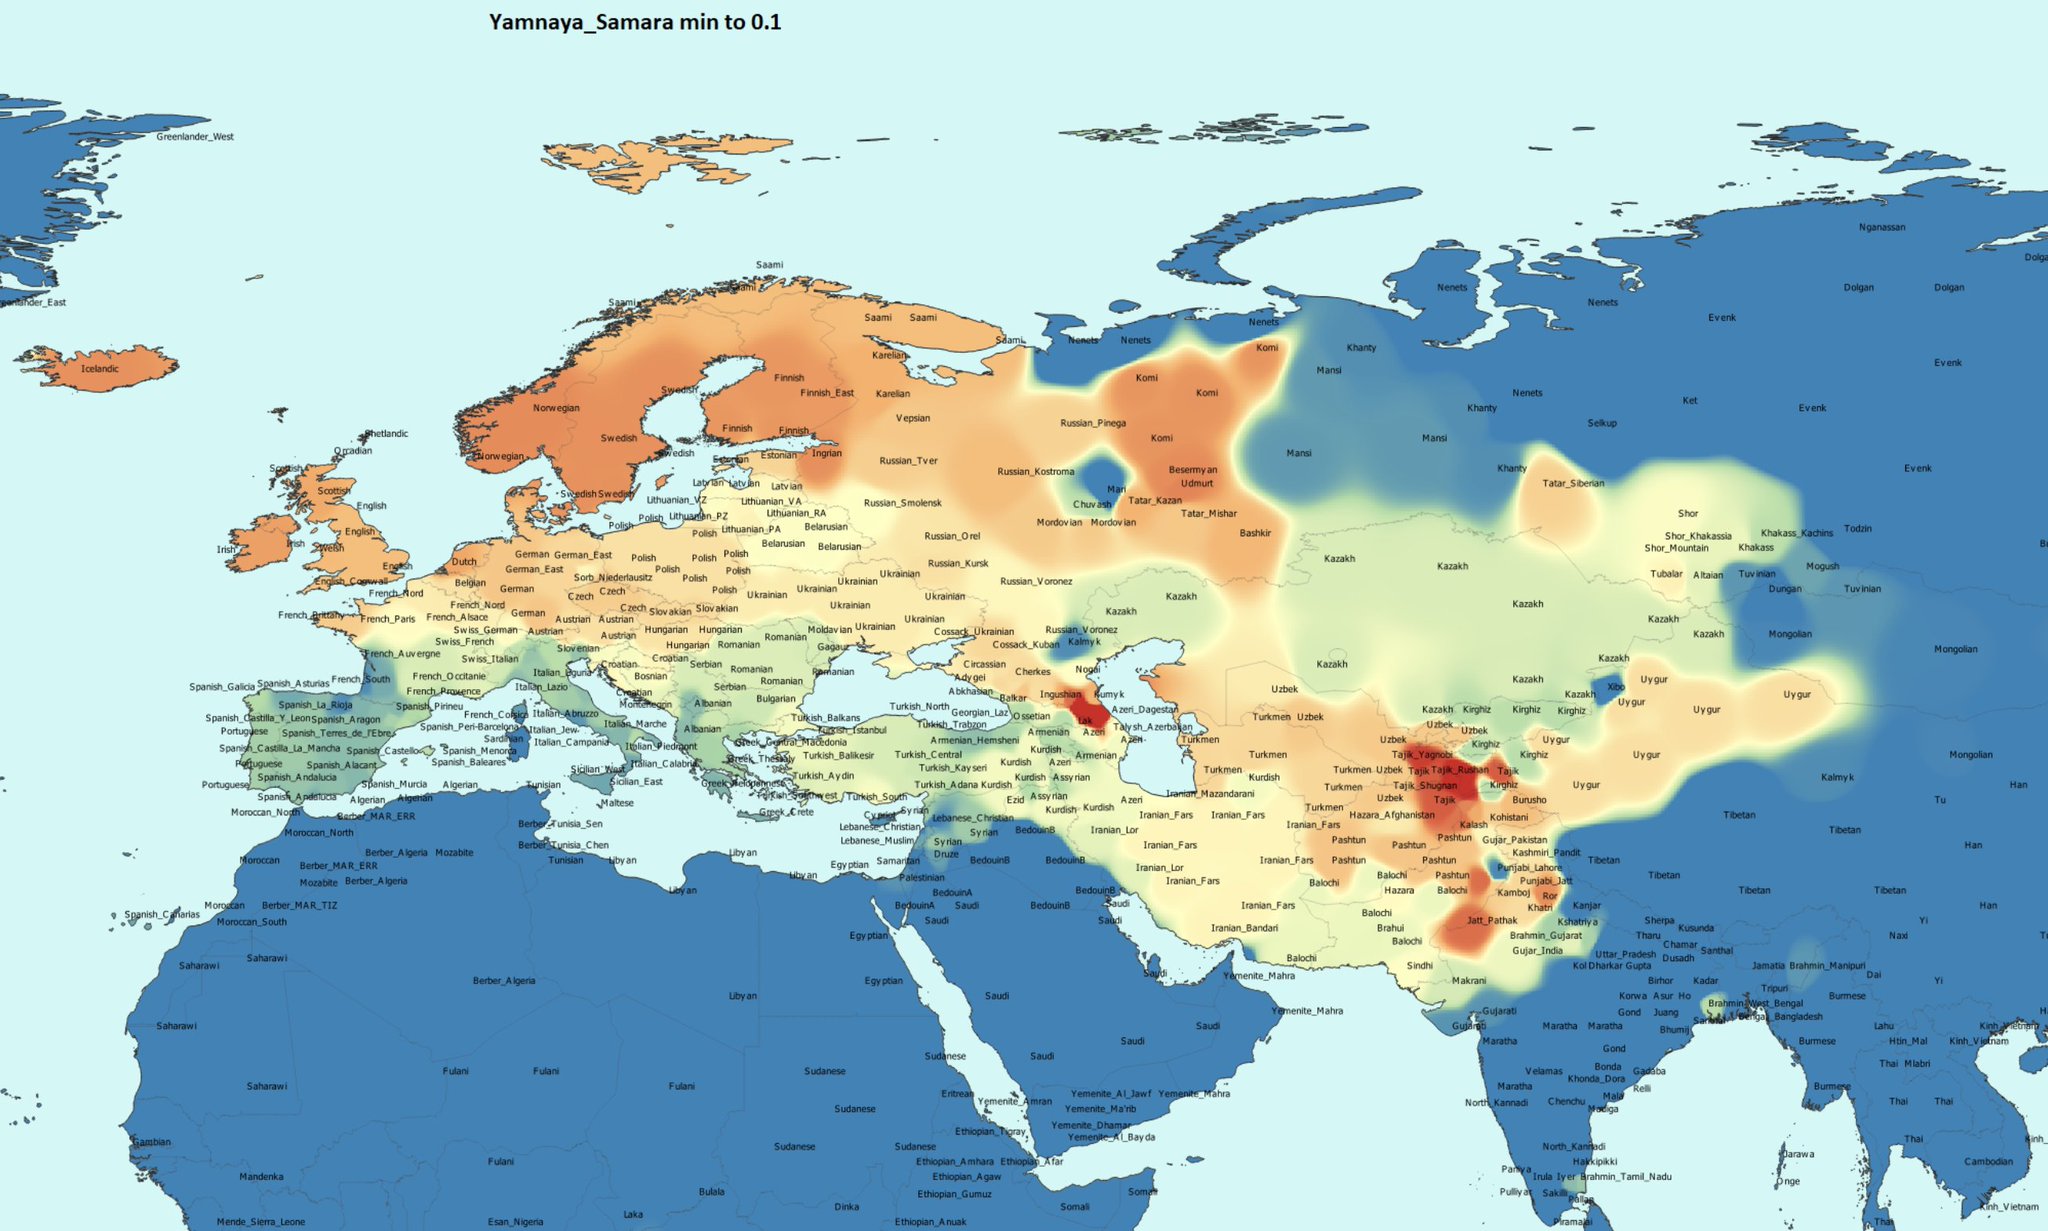 Yamnaya_Samara min to 0.1
Greenlander_West
Nganassan
Saami
Dolgan Dolgan
Nenets
Saami
Saami
Nenets
Saami Saami
Evenk
Nenets
Saami
Nenets Nenets
Karelian
Komi
Khanty
Evenk
Icelandic
Mansi
Finnish
Komi
Swedish
Finnish_East
Karelian
Komi
Nenets
Ket
Norwegian
Khanty
Evenk
Vepsian
Russian_Pinega
Selkup
Finnish
Finnish
Shetlandic
Swedish
Komi
Mansi
Orcadian
Ingrian
Mansi
Norwegian
Swedish
Estonian
Estonian
Russian_Tver
Scottish
Russian_Kostroma
Besermyan
Khanty
Evenk
Udmurt
Tatar_Siberian
Scottish
Latvian Latvian
Latvian
Mari
Swedish Swedish
Lithuanian_VZ
Lithuanian_VA
Russian_Smolensk
Chuvash
Tatar_Kazan
English
Lithuanian_PZ
Lithuanian_RA
Tatar_Mishar
Shor
Polish
Polish
Lithuanian_PA
Belarusian
Mordovian Mordovian
English
Polish
Bashkir
Khakass_Kachins
Todzin
Irish
Irish
Welsh
Belarusian
Belarusian
Russian_Orel
Shor_Khakassia
Shor_Mountain
Khakass
German German_East
Polish Polish Polish
Kazakh
Kazakh
Dutch
English
German_East
Polish
Polish
Russian_Kursk
Mogush
English_Cornwall
Belgian
Sorb_Niederlausitz
Polish
Ukrainian
Ukrainian
Russian_Voronez
Tubalar
Altaian
Tuvinian
French_Nord
German
Czech
Czech
Polish
Ukrainian
Ukrainian
Ukrainian
Kazakh
Dungan
Tuvinian
French_Brittany
French_Nord
Czech
Slovakian
Slovakian
Ukrainian
Kazakh
Kazakh
French_Paris
French_Alsace
German
Austrian Austrian
Ukrainian
Kazakh
Swiss_German
Austrian
Austrian
Hungarian
Hungarian
Moldavian
Ukrainian
Cossack_Ukrainian
Russian_Voronez
Kazakh
Mongolian
Swiss_French
Hungarian
Romanian
Romanian
Gagauz
Cossack_Kuban
Kalmyk
French_Auvergne
Swiss_Italian
Slovenian
Croatian
Croatian
Serbian
Romanian
Romanian
Circassian
Cherkes
Nogai
Kazakh
Kazakh
Mongolian
French_Occitanie
Italian_Liguria
Bosnian
Romanian
Adygei
Kazakh
Uygur
Spanish_Galicia
Spanish_Asturias
French_South
French_Provence
Italian_Lazio
Croatian
Serbian
Bulgarian
Abkhasian
Balkar
Ingushian
Kumyk
Uzbek
Kazakh
Xibo
Uygur
Uygur
Spanish_La_Rioja
Spanish_Pirineu
Montenegrin
Albanian
Turkish_North
Georgian_Laz
Azeri_Dagestan
Kazakh
Kirghiz
Kirghiz
Kirghiz
Uygur
Spanish_Castilla_Y_Leon
Spanish_Aragon
French_Corsica
Italian_Abruzzo
Italian_Marche
Turkish_Balkans
Turkish_Trabzon
Ossetian
Lak
Turkmen Uzbek
Uzbek
Uzbek
Portuguese
Spanish_Terres_de_l'Ebre
Spanish_Peri-Barcelona
Italian_Jew
Albanian
Turkish_Istanbul
Armenian
Azeri
Talysh_Azerbaijan
Turkmen
Uzbek
Kirghiz
Uygur
Spanish_Castilla_La_Mancha
Spanish_Castello
Spanish_Menorca
Sardinian
Italian_Campania
Italian_Piedmont
Greek_Central_Macedonia
Armenian_Hemsheni
Kurdish
Azeri
Armenian
Turkmen
Tajik_Yagnobi
Kirghiz
Uygur
Portuguese
Spanish_Alacant
Spanish_Baleares
Italian_Calabria
Greek_Thessaly
Turkish_Balikesir
Turkish_Central
Kurdish
Azeri
Turkmen
Kurdish
Turkmen Uzbek
Tajik
Tajik_Rushan
Tajik
Mongolian
Spanish_Andalucia
Spanish_Murcia
Algerian
Tunisian
Sicilian_West
Sicilian_East
Greek_Peloponnese
Turkish_Aydin
Turkish_Kayseri
Kurdish
Assyrian
Turkmen
Tajik_Shugnan
Kirghiz
Uygur
Kalmyk
Han
Portuguese
Spanish_Andalucia
Algerian
Algerian
Maltese
Turkish_Southwest
Turkish_South
Turkish_Adana
Kurdish
Ezid
Assyrian
Kurdish
Kurdish
Azeri
Iranian_Mazandarani
Turkmen
Uzbek
Tajik
Burusho
Tu
Moroccan_North
Berber_MAR_ERR
Greek_Crete
Cypriot
Syrian
Lebanese_Christian
Iranian_Fars
Iranian_Fars
Hazara_Afghanistan
Kohistani
Tibetan
Moroccan_North
Berber_Tunisia_Sen
Lebanese_Christian
Syrian
BedouinB
Iranian_Lor
Iranian_Fars
Kalash
Tibetan
Lebanese_Muslim
Syrian
Iranian_Fars
Pashtun
Pashtun
Pashtun
Gujar_Pakistan
Han
Berber_Algeria
Mozabite
Berber_Tunisia_Chen
Libyan
Druze
Kashmiri_Pandit
Moroccan
Berber_MAR_ERR
Tunisian
Libyan
Egyptian
Samaritan
BedouinB
BedouinB
Iranian_Lor
Iranian_Fars
Pashtun
Pashtun
Punjabi_Lahore
Tibetan
Mozabite
Berber_Algeria
Libyan
Libyan
Palestinian
BedouinA
BedouinB
Iranian_Fars
Balochi
Balochi
Hazara
Pashtun
Balochi
Punjabi_Jatt
Kamboj
Ror
Tibetan
Tibetan
Tibetan
Moroccan
Berber_MAR_TIZ
BedouinA
Saudi
BedouinB
Saudi
Iranian_Fars
Balochi
Khatri
Kanjar
Han
Spanish_Canarias
Moroccan_South
Saudi
Saudi
Iranian_Bandari
Brahui
Jatt_Pathak
Kshatriya
Sherpa
Kusunda
Yi
Egyptian
Balochi
Brahmin_Gujarat
Tharu
Chamar
Santhal
Naxi
Saharawi
Saharawi
Balochi
Sindhi
Gujar_India
Uttar_Pradesh
Dusadh
Egyptian
Saudi
Yemenite_Mahra
Makrani
Kol Dharkar Gupta
Jamatia
Brahmin_Manipuri
Dai
Berber_Algeria
Libyan
Saudi
Birhor
Kadar
Tripuri
Yi
Saharawi
Yemenite_Mahra
Gujarati
Korwa Asur Ho
Brahmin_West_Bengal
Burmese
Saudi
Gujarati
Maratha Maratha
Gond
Juang
Bhumij
Bangladesh
Lahu
Kinh_Vietnam
Saudi
Saudi
Maratha
Gond
Burmese
Htin_Mal
Kinh_Vietnam
Saharawi
Fulani
Fulani
Fulani
Sudanese
Sudanese
Velamas
Bonda
Khonda_Dora
Gadaba
Thai
Mlabri
Eritrean
Yemenite_Amran
Yemenite_Al_Jawf
Yemenite_Mahra
Maratha
Relli
Burmese
Sudanese
Yemenite_Ma'rib
North_Kannadi
Chenchu
Mala
Madiga
Thai
Thai
Gambian
Sudanese
Sudanese
Ethiopian_Tigray
Yemenite_Dhamar
Yemenite_Al_Bayda
North_Kannadi
Thai
Fulani
Ethiopian_Amhara
Ethiopian_Afar
Hakkipikki
Jarawa
Cambodian
Mandenka
Ethiopian_Agaw
Paniya
Irula Iyer
Brahmin_Tamil_Nadu
Onge
Bulala
Ethiopian_Gumuz
Somali
Somali
Pulliyar
Sakilli
Pallan
Kinh_Vietnam
Mende_Sierra_Leone
Esan_Nigeria
Laka
Dinka
Ethiopian_Anuak
Piramalai
Thai